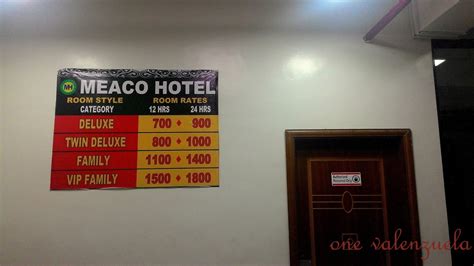 MH MEACO HOTEL
ROOM STYLE ROOM RATES
CATEGORY 12 HRS 24 HRS
DELUXE 700 • 900
TWIN DELUXE 800 • 1000
FAMILY 1100 • 1400
VIP FAMILY 1500 • 1800
one valenzuela